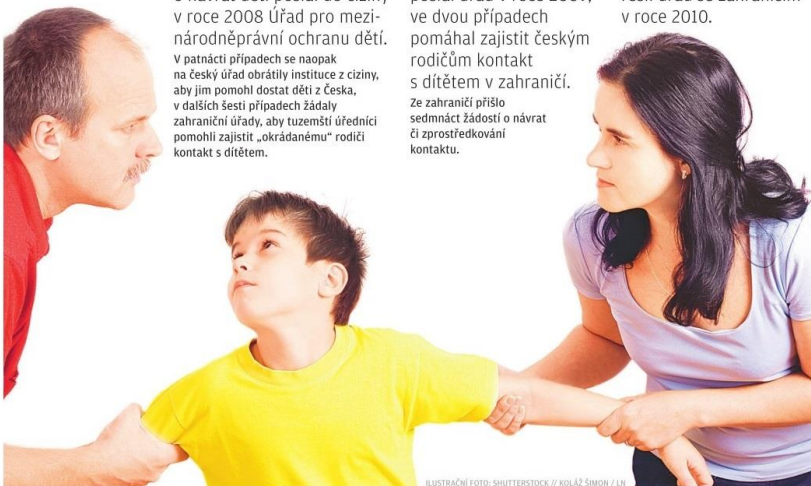 v roce 2008 Úřad pro mezi-
národněprávní ochranu dětí.
V patnácti případech se naopak
na český úřad obrátily instituce z ciziny,
aby jim pomohl dostat děti z Česka,
v dalších šesti případech žádaly
zahraniční úřady, aby tuzemští úředníci
pomohli zajistit „okrádanému“ rodiči
kontakt s dítětem.
ve dvou případech
pomáhal zajistit českým
rodičům kontakt
s dítětem v zahraničí.
Ze zahraničí přišlo
sedmnáct žádostí o návrat
či zprostředkování
kontaktu.
v roce 2010.
ILUSTRAČNÍ FOTO: SHUTTERSTOCK // KOLÁŽ ŠIMON / LN